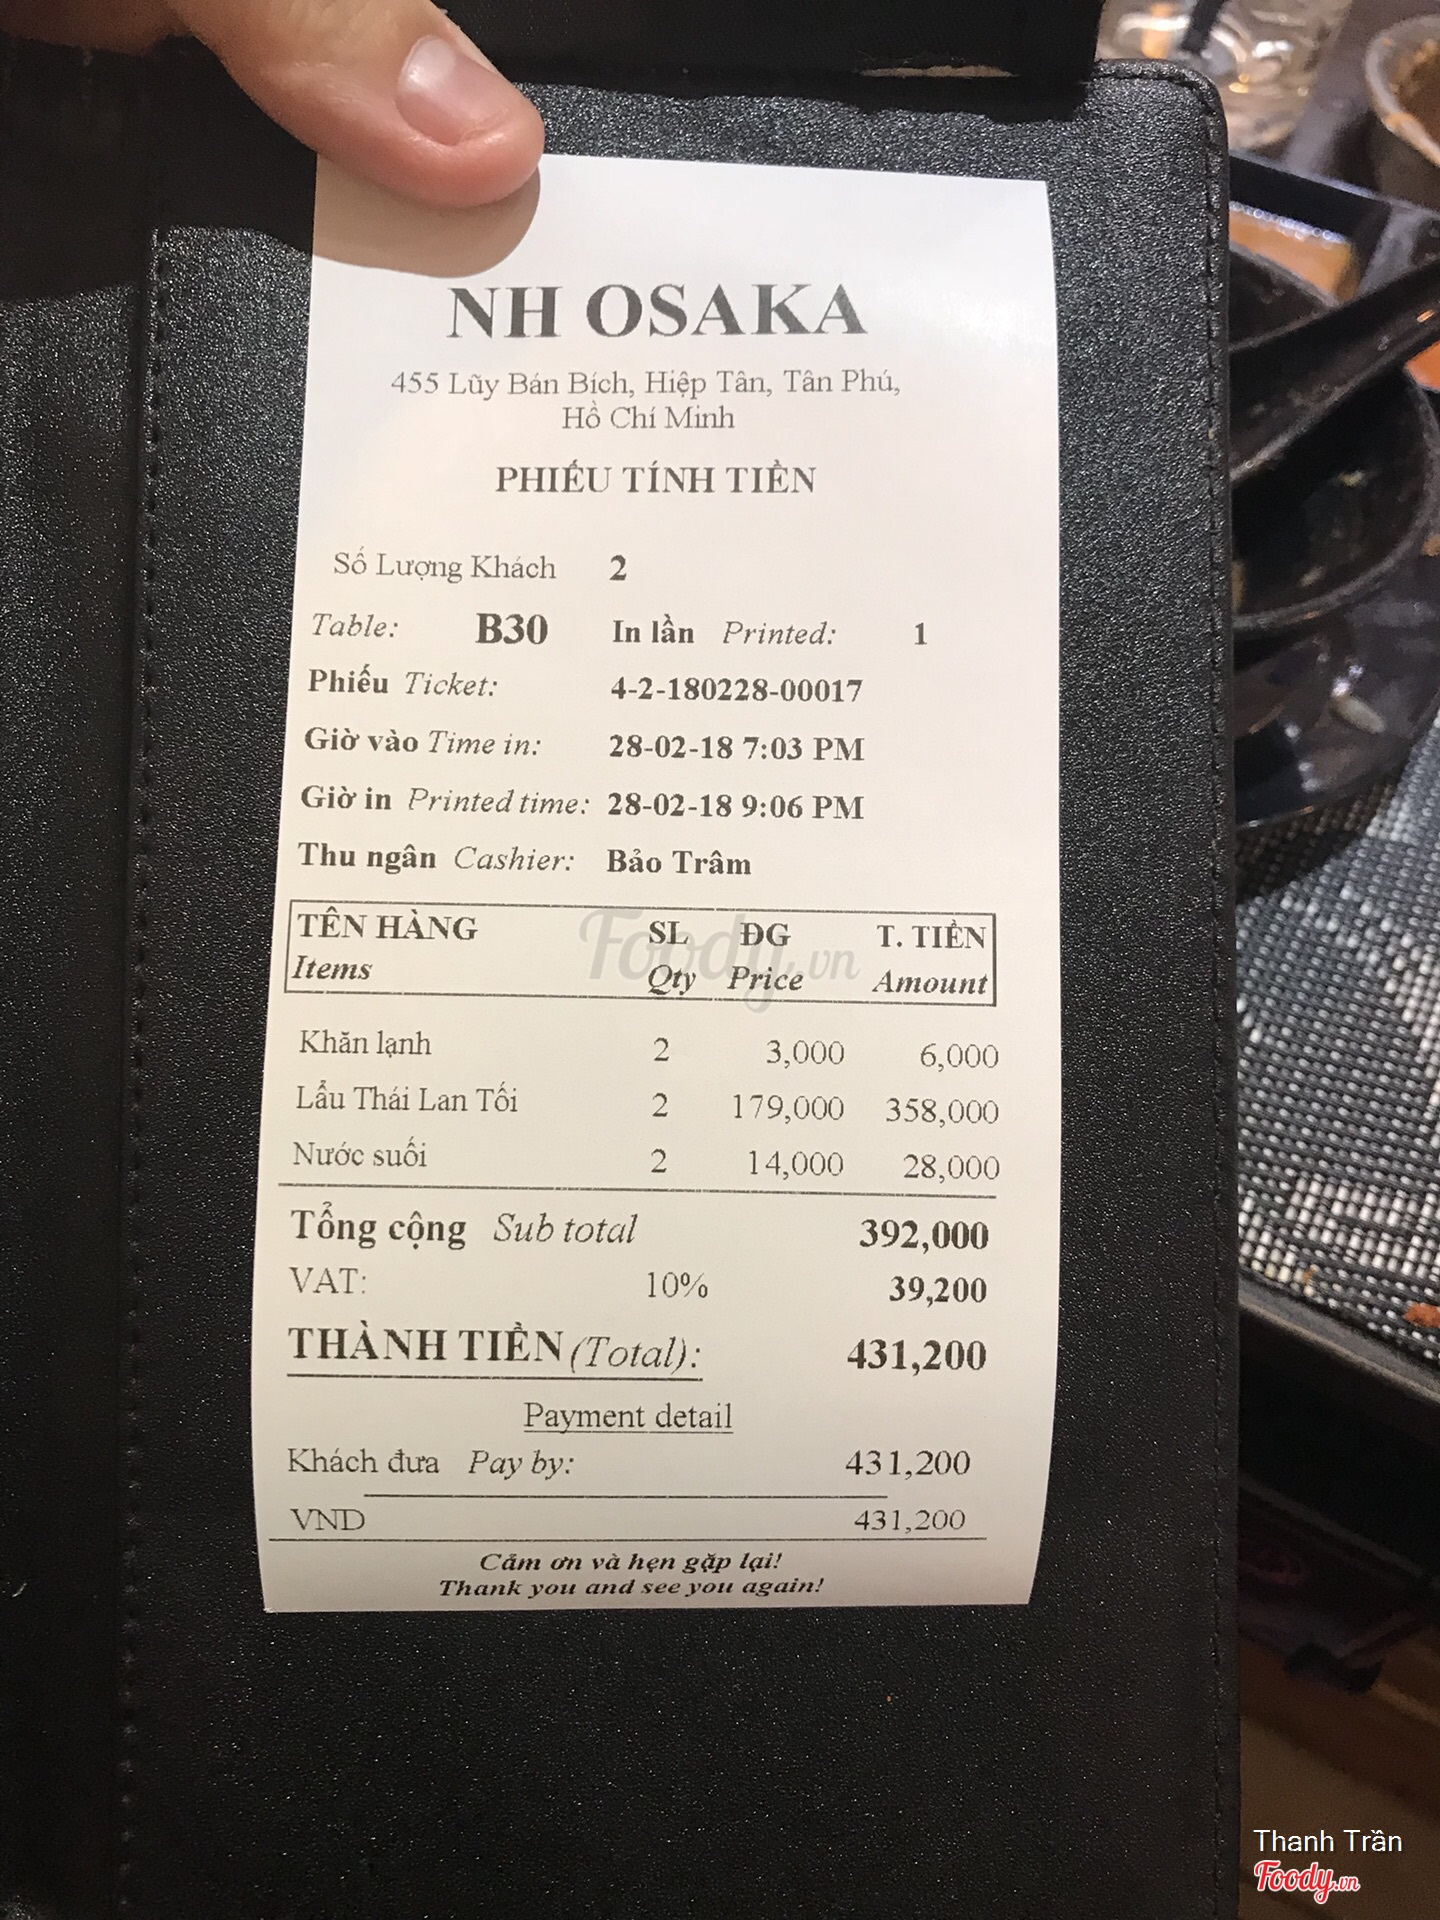 NH OSAKA
455 Lũy Bán Bích, Hiệp Tân, Tân Phú,
Hồ Chí Minh
PHIẾU TÍNH TIỀN
Số Lượng Khách 2
Table: B30 In lần Printed: 1
Phiếu Ticket: 4-2-180228-00017
Giờ vào Time in: 28-02-18 7:03 PM
Giờ in Printed time: 28-02-18 9:06 PM
Thu ngân Cashier: Bảo Trâm
TÊN HÀNG SL ĐG T. TIỀN
Items Qty Price Amount
Foody.vn
Khăn lạnh 2 3,000 6,000
Lẩu Thái Lan Tối 2 179,000 358,000
Nước suối 2 14,000 28,000
Tổng cộng Sub total 392,000
VAT: 10% 39,200
THÀNH TIỀN (Total): 431,200
Payment detail
Khách đưa Pay by: 431,200
VND 431,200
Cám ơn và hẹn gặp lại!
Thank you and see you again!
Thanh Trần
Foody.vn